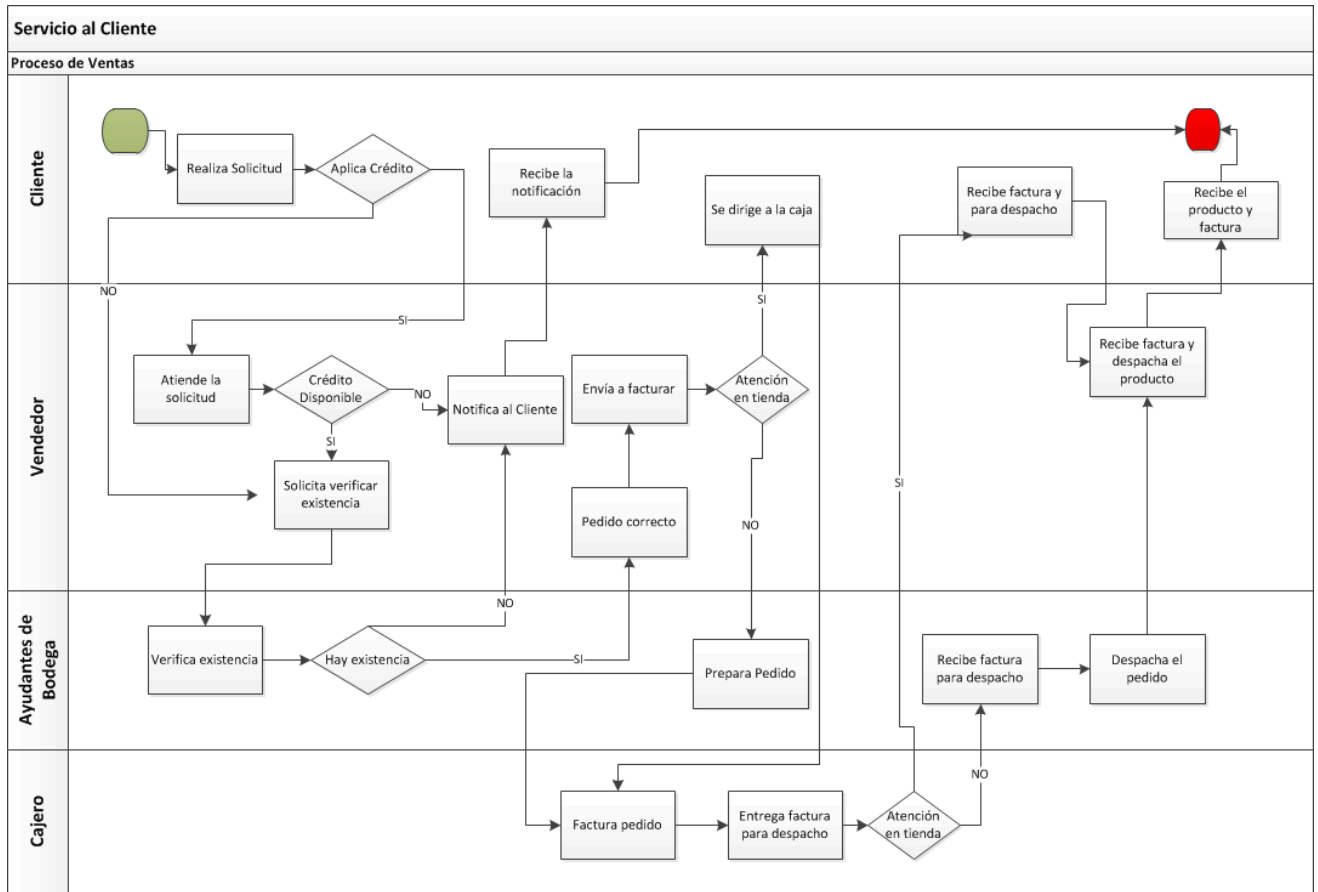 Servicio al Cliente
Proceso de Ventas
Cliente
Realiza Solicitud
Aplica Crédito
Recibe la
notificación
Se dirige a la caja
Recibe factura y
para despacho
Recibe el
producto y
factura
NO
SI
SI
Vendedor
Atiende la
solicitud
Crédito
Disponible
NO
SI
Notifica al Cliente
Envía a facturar
Atención
en tienda
Recibe factura y
despacha el
producto
Solicita verificar
existencia
Pedido correcto
NO
SI
Ayudantes de
Bodega
NO
Verifica existencia
Hay existencia
SI
Prepara Pedido
Recibe factura
para despacho
Despacha el
pedido
Cajero
NO
Factura pedido
Entrega factura
para despacho
Atención
en tienda